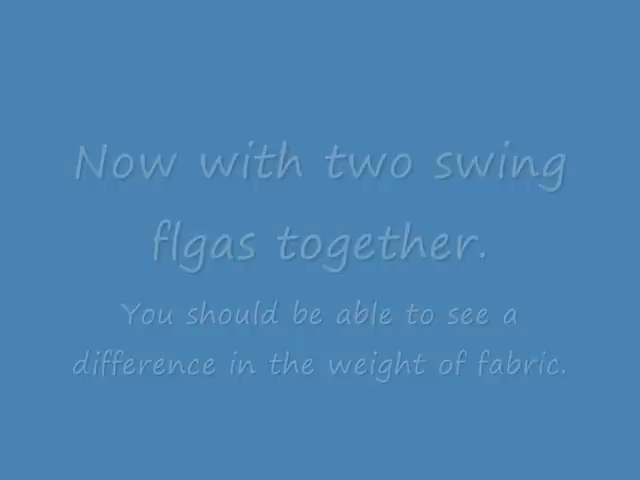 Now with two swing
flgas together.
You should be able to see a
difference in the weight of fabric.